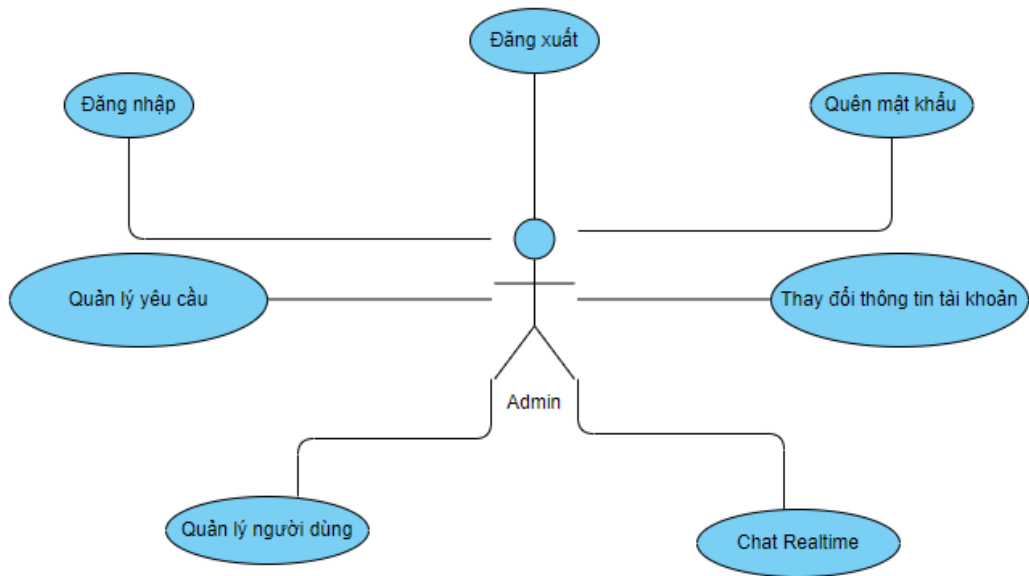 Đăng xuất
Đăng nhập
Quên mật khẩu
Quản lý yêu cầu
Thay đổi thông tin tài khoản
Admin
Quản lý người dùng
Chat Realtime